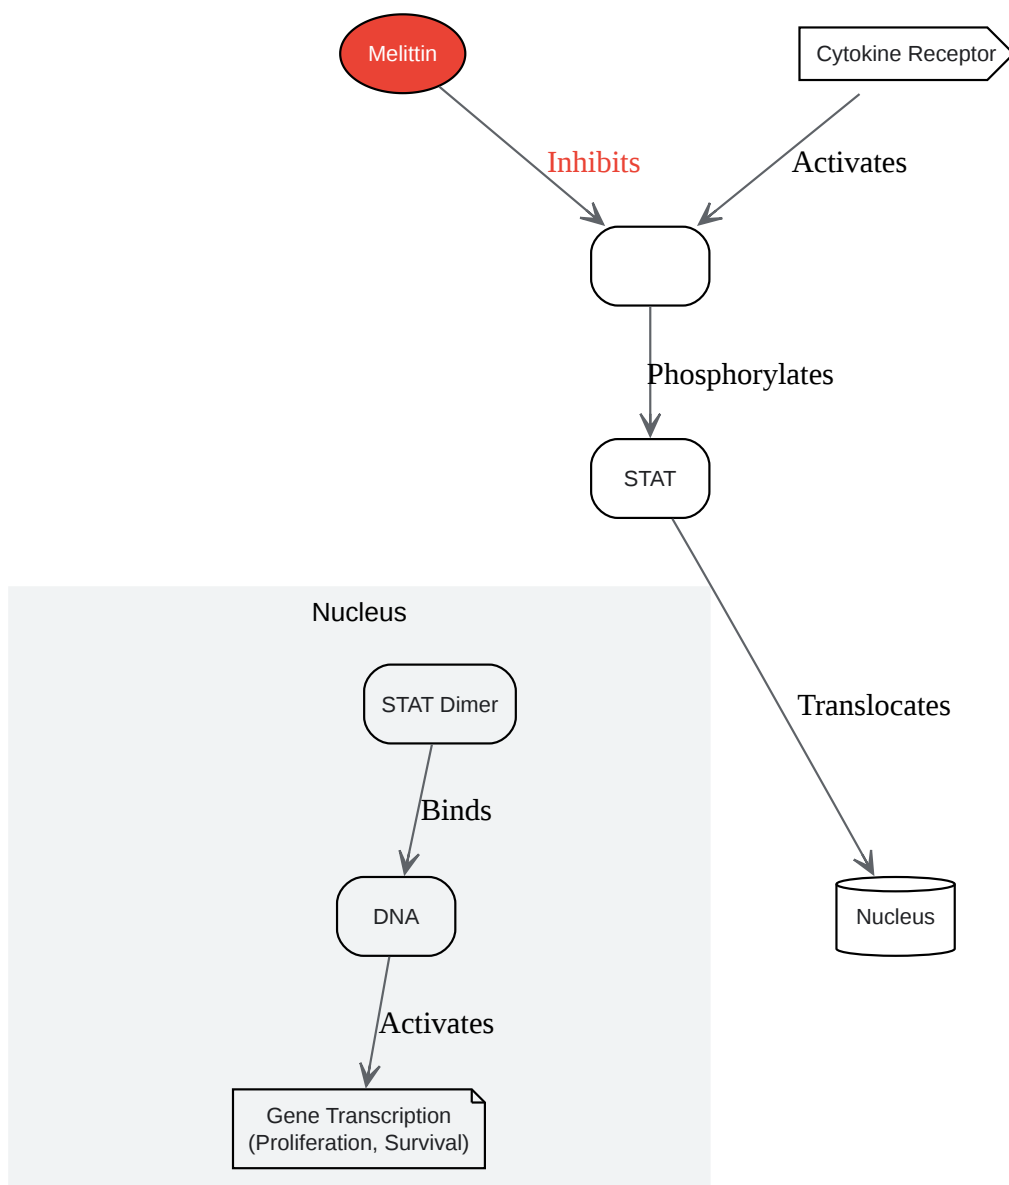 Melittin
Cytokine Receptor
Inhibits
Activates
Phosphorylates
STAT
Nucleus
STAT Dimer
Translocates
Binds
DNA
Nucleus
Activates
Gene Transcription
(Proliferation, Survival)